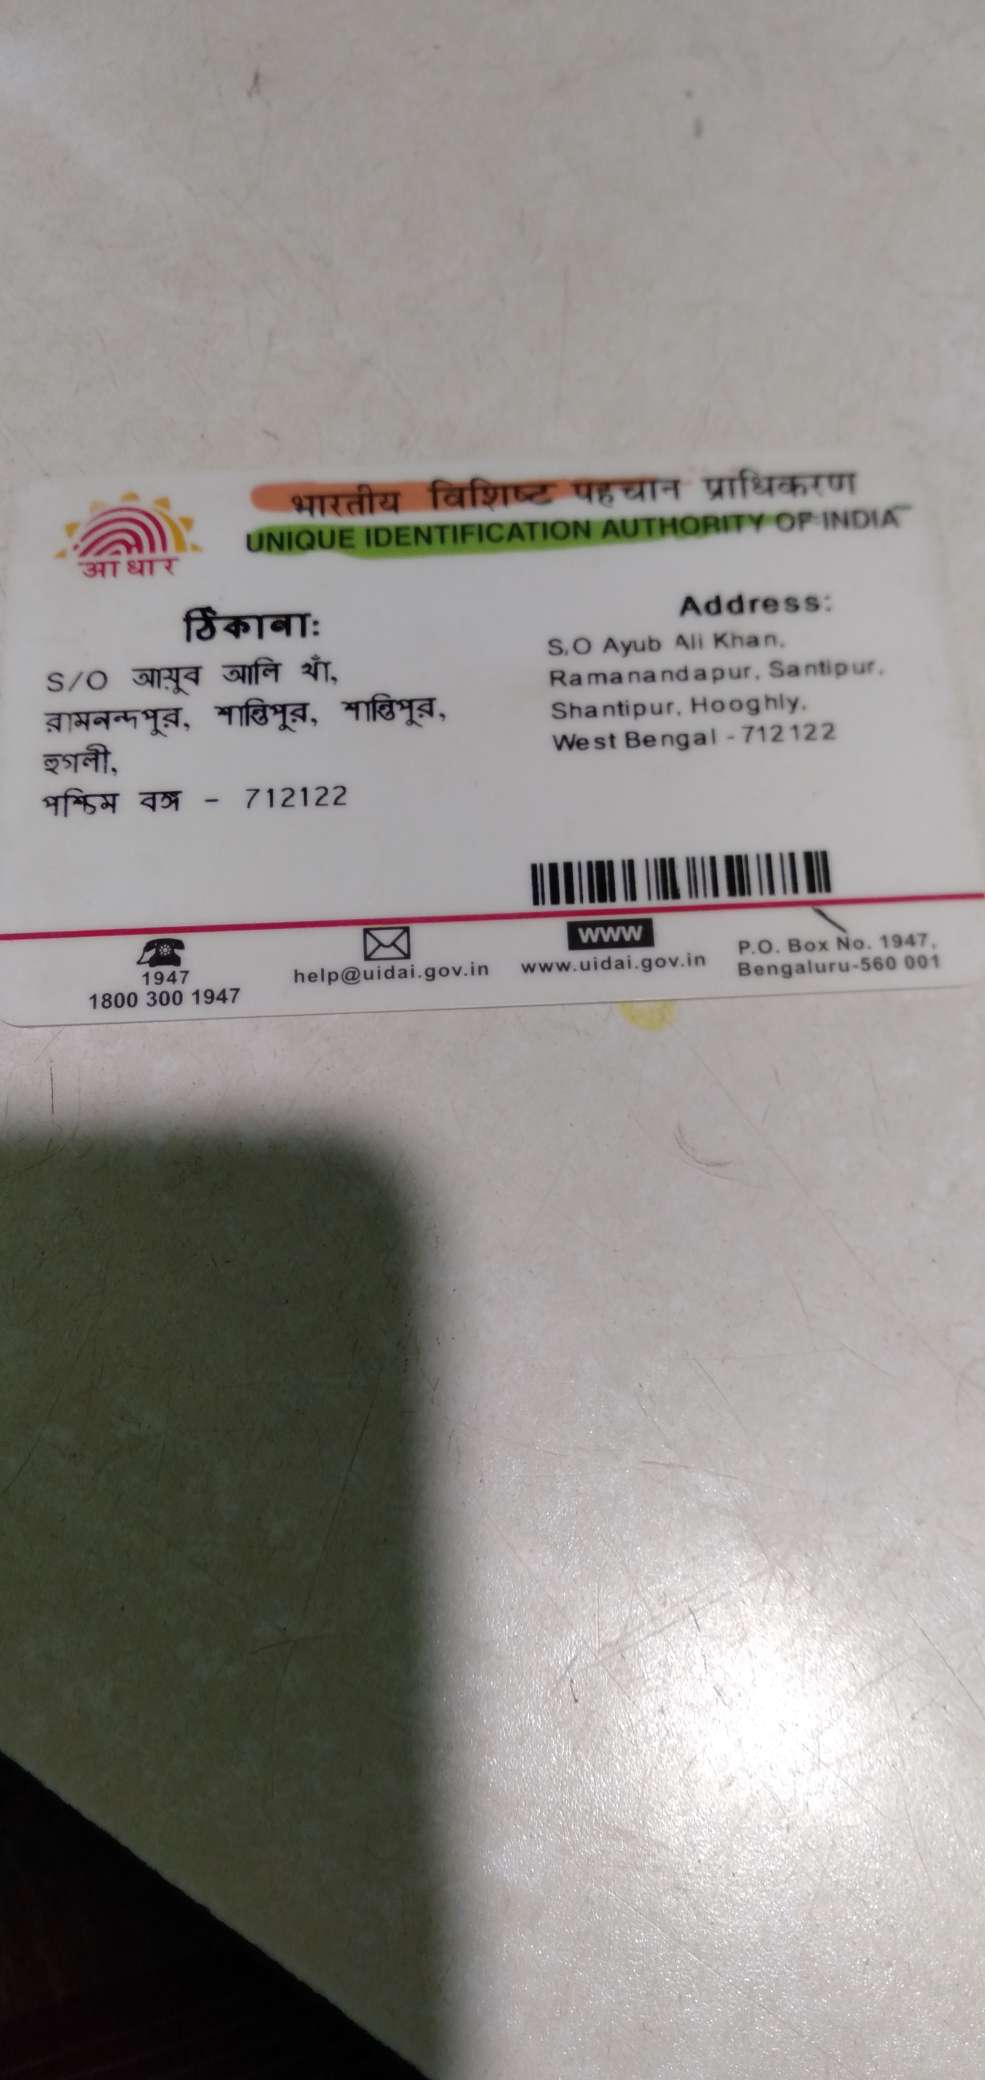 भारतीय विशिष्ट पहचान प्राधिकरण
UNIQUE IDENTIFICATION AUTHORITY OF INDIA
आधार
ঠিকানা:
S/O আয়ুব আলি খাঁ,
রামনন্দপুর, শান্তিপুর, শান্তিপুর,
হুগলী,
পশ্চিম বঙ্গ - 712122
Address:
S.O Ayub Ali Khan,
Ramanandapur, Santipur,
Shantipur, Hooghly,
West Bengal - 712122
1947
1800 300 1947
help@uidai.gov.in
WWW
www.uidai.gov.in
P.O. Box No. 1947,
Bengaluru-560 001